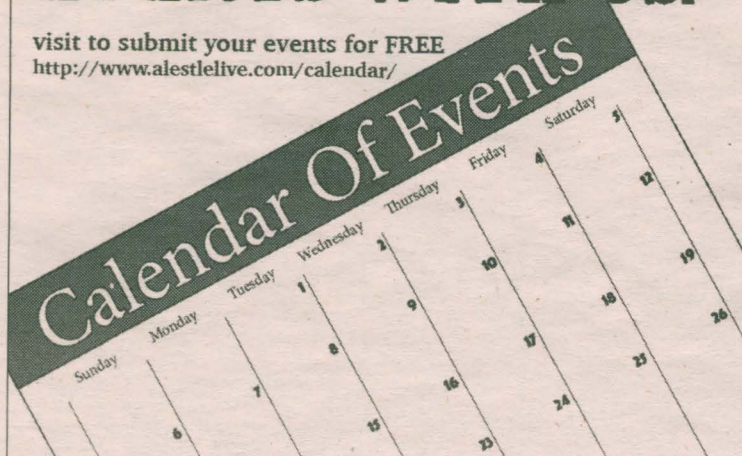 visit to submit your events for FREE
http://www.alestlelive.com/calendar/
Calendar Of Events
Sunday Monday Tuesday Wednesday Thursday Friday Saturday
1 2 3 4 5
6 7 8 9 10 11 12
15 16 17 18 19
23 24 25 26